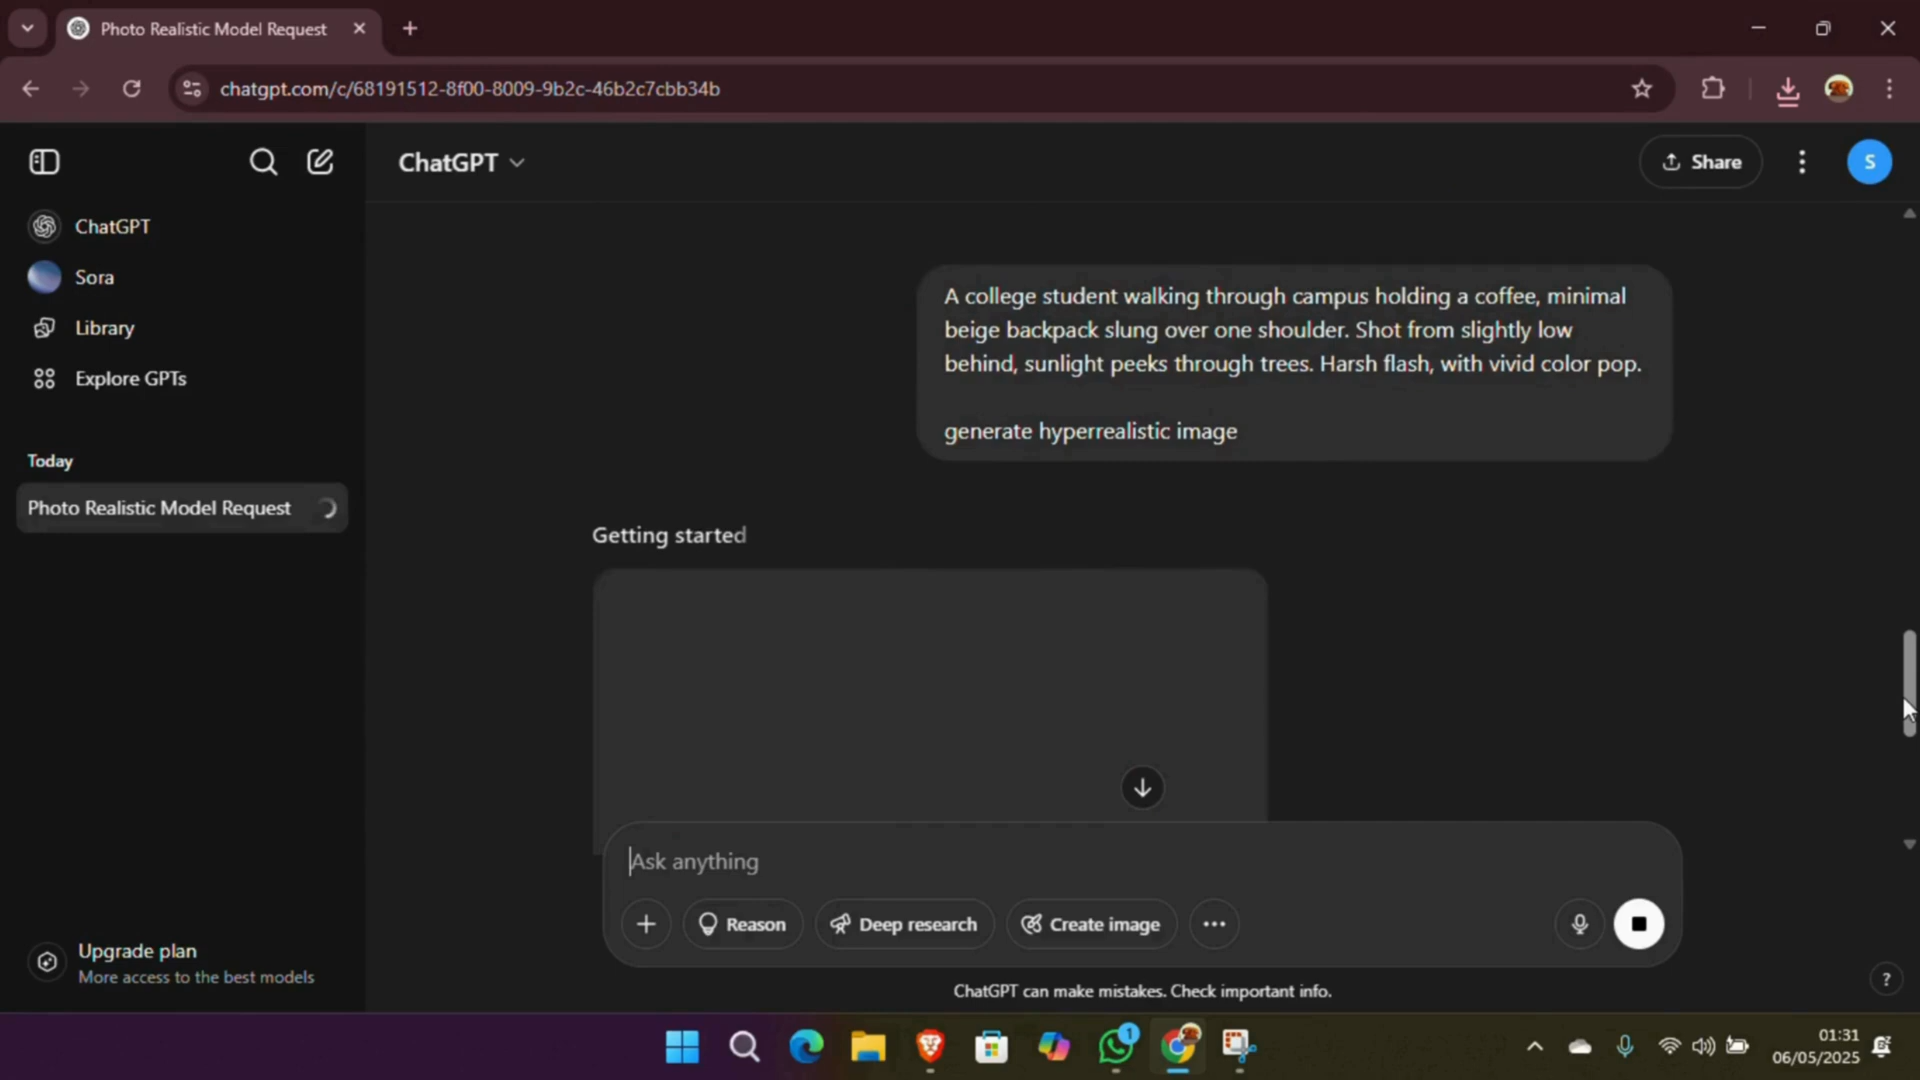 Photo Realistic Model Request
chatgpt.com/c/68191512-8f00-8009-9b2c-46b2c7cbb34b
ChatGPT
Share
S
ChatGPT
Sora
Library
Explore GPTs
Today
Photo Realistic Model Request
A college student walking through campus holding a coffee, minimal
beige backpack slung over one shoulder. Shot from slightly low
behind, sunlight peeks through trees. Harsh flash, with vivid color pop.
generate hyperrealistic image
Getting started
Ask anything
Reason
Deep research
Create image
Upgrade plan
More access to the best models
?
ChatGPT can make mistakes. Check important info.
1
01:31
06/05/2025